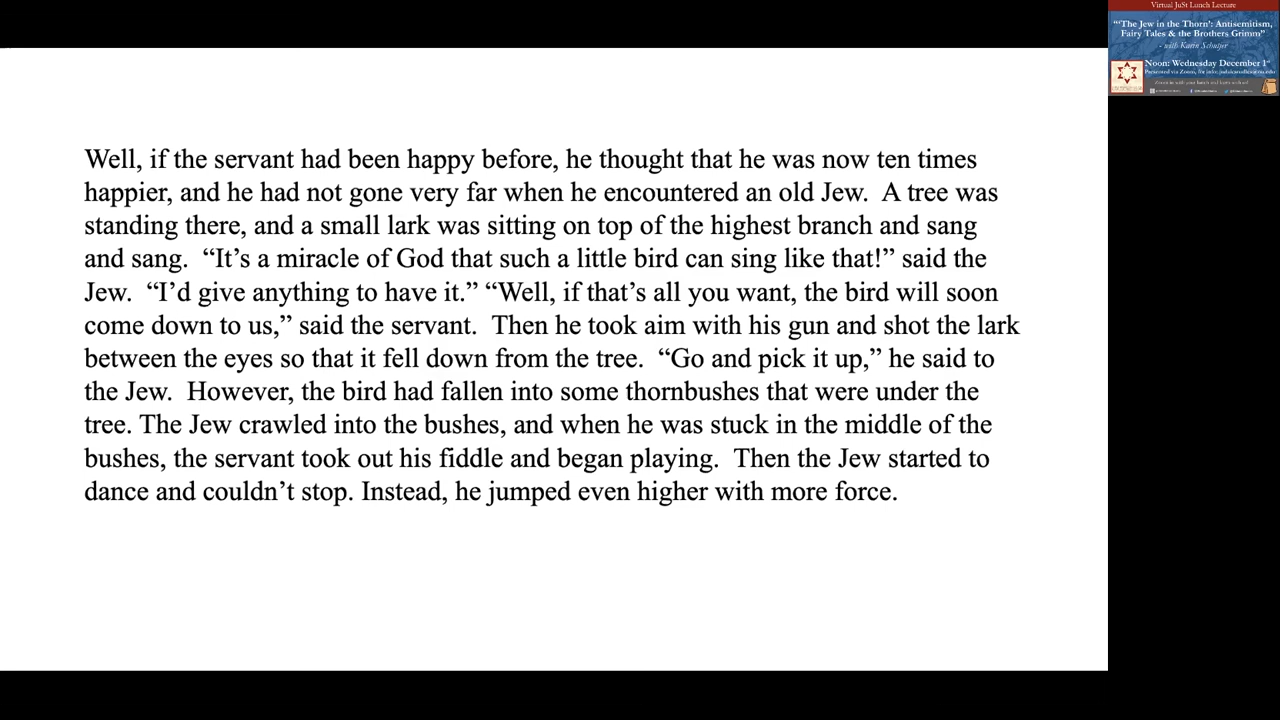 Virtual JuSt Lunch Lecture
"'The Jew in the Thorn': Antisemitism,
Fairy Tales & the Brothers Grimm"
- with Karin Schutjer
Noon: Wednesday December 1st
Presented via Zoom, for info:
Well, if the servant had been happy before, he thought that he was now ten times
happier, and he had not gone very far when he encountered an old Jew.  A tree was
standing there, and a small lark was sitting on top of the highest branch and sang
and sang.  “It’s a miracle of God that such a little bird can sing like that!” said the
Jew.  “I’d give anything to have it.” “Well, if that’s all you want, the bird will soon
come down to us,” said the servant.  Then he took aim with his gun and shot the lark
between the eyes so that it fell down from the tree.  “Go and pick it up,” he said to
the Jew.  However, the bird had fallen into some thornbushes that were under the
tree. The Jew crawled into the bushes, and when he was stuck in the middle of the
bushes, the servant took out his fiddle and began playing.  Then the Jew started to
dance and couldn’t stop. Instead, he jumped even higher with more force.